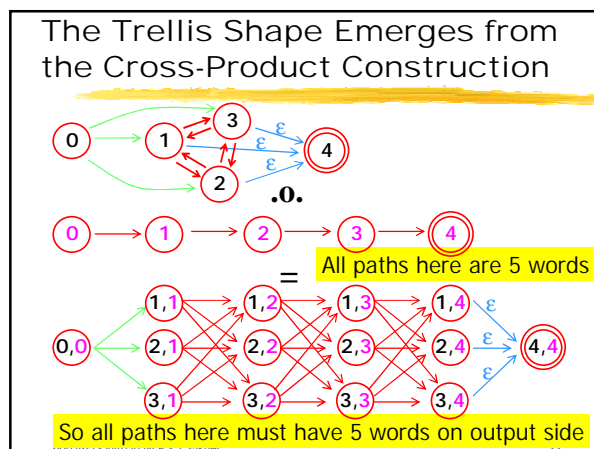 The Trellis Shape Emerges from
the Cross-Product Construction
0
1
3
2
4
ε
ε
ε
.o.
0 1 2 3 4
All paths here are 5 words
=
0,0
1,1 1,2 1,3 1,4
2,1 2,2 2,3 2,4
3,1 3,2 3,3 3,4
ε
ε
ε
4,4
So all paths here must have 5 words on output side